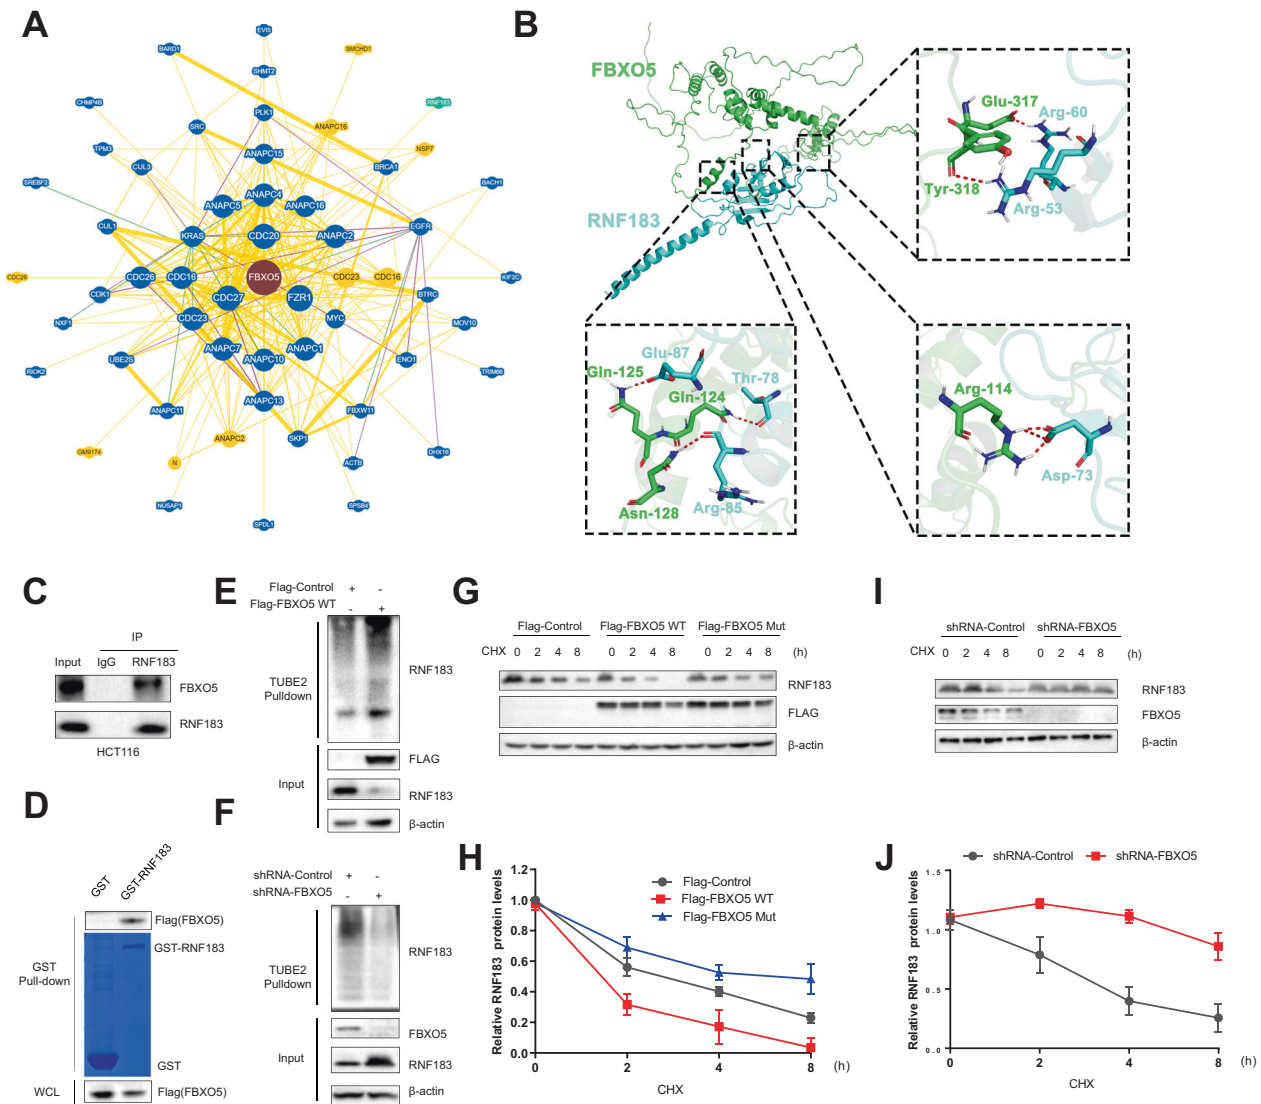 A
EVI5
BARD1
SMCHD1
SHMT2
CHMP4B
RNF183
PLK1
SRC
ANAPC16
TPM3
CUL3
ANAPC15
BRCA1
NSP7
SREBF2
ANAPC4
BACH1
ANAPC5
ANAPC16
CUL1
KRAS
CDC20
ANAPC2
EGFR
CDC26
CDC26
CDC16
FBXO5
CDC23
CDC16
KIF2C
CDK1
CDC27
FZR1
BTRC
NXF1
CDC23
MYC
MOV10
UBE2S
ANAPC7
ANAPC10
ANAPC1
ENO1
RIOK2
TRIM66
ANAPC11
ANAPC13
FBXW11
ANAPC2
SKP1
N
ACTB
DHX16
NUSAP1
SPSB4
SPDL1
B
FBXO5
RNF183
Glu-317
Arg-60
Tyr-318
Arg-53
Gln-125
Glu-87
Thr-78
Gln-124
Asn-128
Arg-85
Arg-114
Asp-73
C
IP
Input IgG RNF183
FBXO5
RNF183
HCT116
D
GST
GST-RNF183
Flag(FBXO5)
GST-RNF183
GST
Pull-down
GST
WCL
Flag(FBXO5)
E
Flag-Control + -
Flag-FBXO5 WT - +
RNF183
TUBE2
Pulldown
FLAG
Input
RNF183
β-actin
F
shRNA-Control + -
shRNA-FBXO5 - +
RNF183
TUBE2
Pulldown
FBXO5
Input
RNF183
β-actin
G
Flag-Control Flag-FBXO5 WT Flag-FBXO5 Mut
CHX 0 2 4 8 0 2 4 8 0 2 4 8 (h)
RNF183
FLAG
β-actin
H
Relative RNF183 protein levels
1.2
1.0
0.8
0.6
0.4
0.2
0.0
Flag-Control
Flag-FBXO5 WT
Flag-FBXO5 Mut
0 2 4 8 (h)
CHX
I
shRNA-Control shRNA-FBXO5
CHX 0 2 4 8 0 2 4 8 (h)
RNF183
FBXO5
β-actin
J
shRNA-Control shRNA-FBXO5
Relative RNF183 protein levels
1.5
1.0
0.5
0.0
0 2 4 8 (h)
CHX